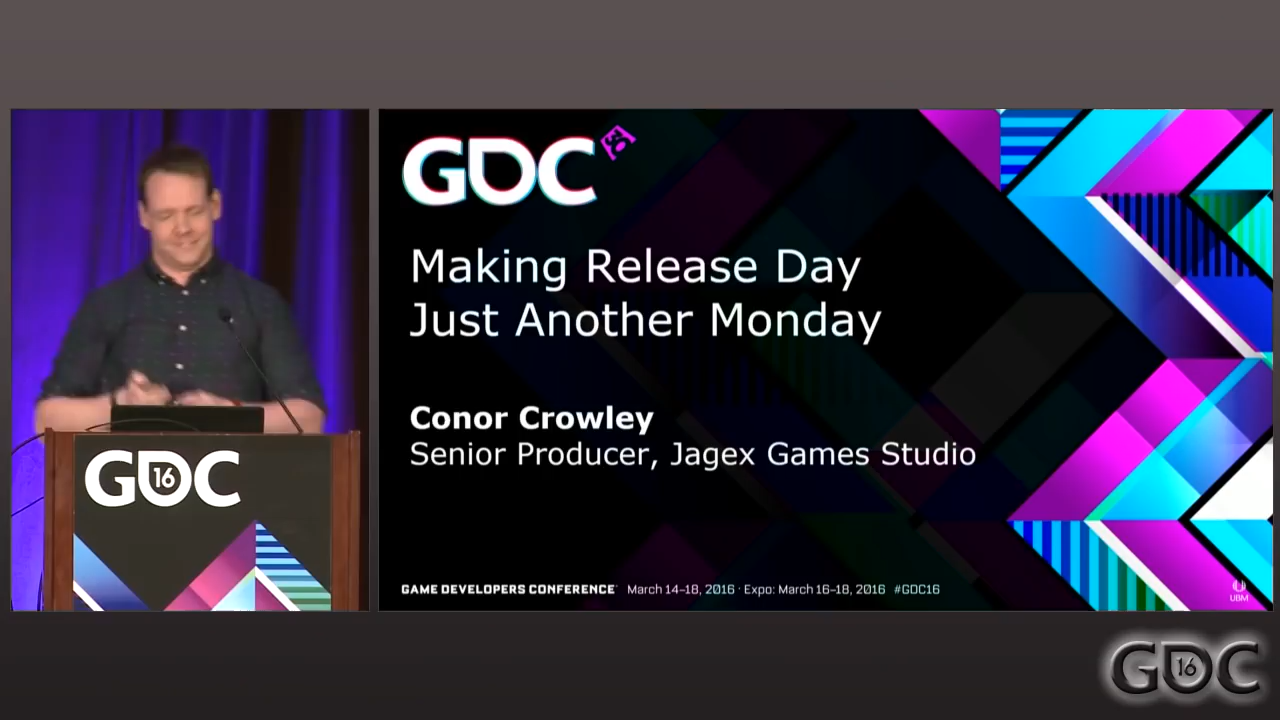 GDC 16
Making Release Day
Just Another Monday
Conor Crowley
Senior Producer, Jagex Games Studio
GAME DEVELOPERS CONFERENCE March 14–18, 2016 · Expo: March 16–18, 2016 #GDC16
UBM
GDC 16
GDC 16